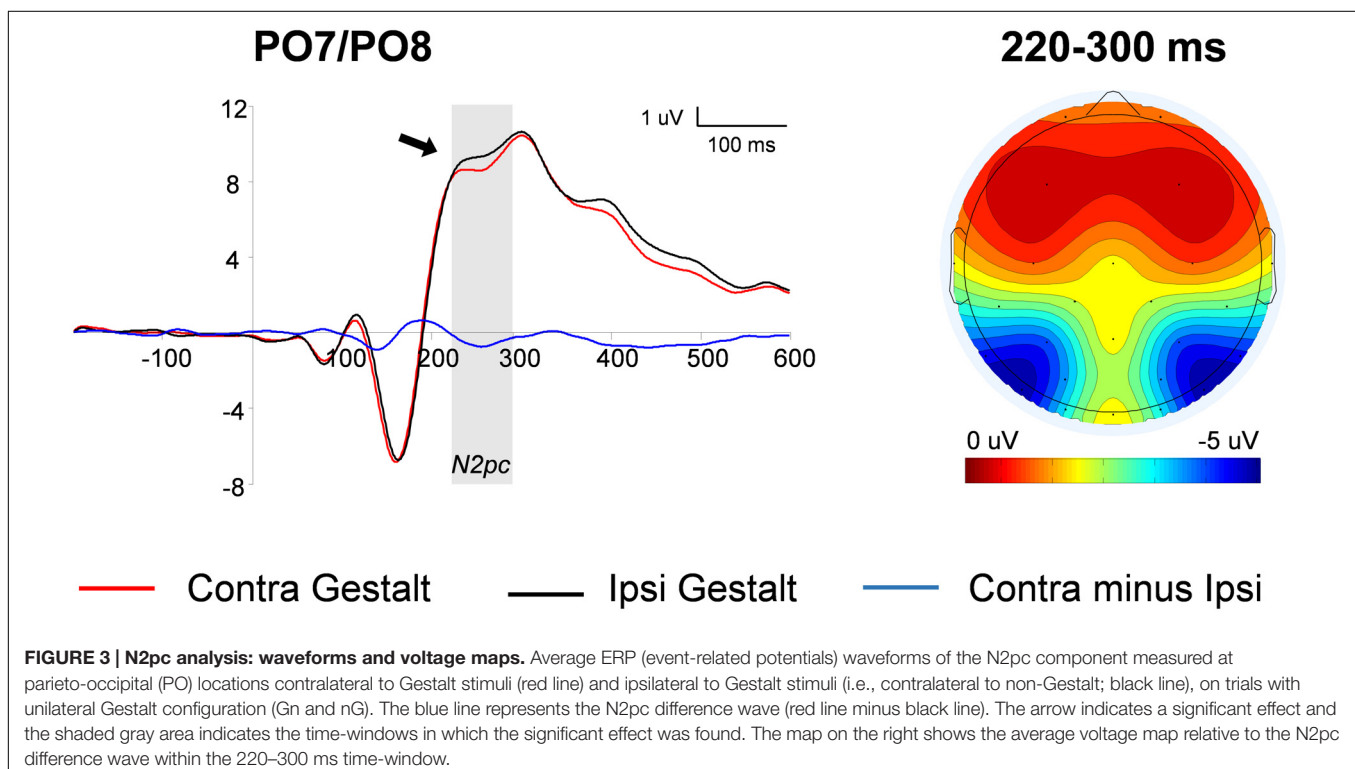 PO7/PO8
220-300 ms
12
8
4
-4
-8
-100
100
200
300
400
500
600
1 uV
100 ms
N2pc
0 uV
-5 uV
Contra Gestalt
Ipsi Gestalt
Contra minus Ipsi
FIGURE 3 | N2pc analysis: waveforms and voltage maps. Average ERP (event-related potentials) waveforms of the N2pc component measured at
parieto-occipital (PO) locations contralateral to Gestalt stimuli (red line) and ipsilateral to Gestalt stimuli (i.e., contralateral to non-Gestalt; black line), on trials with
unilateral Gestalt configuration (Gn and nG). The blue line represents the N2pc difference wave (red line minus black line). The arrow indicates a significant effect and
the shaded gray area indicates the time-windows in which the significant effect was found. The map on the right shows the average voltage map relative to the N2pc
difference wave within the 220–300 ms time-window.